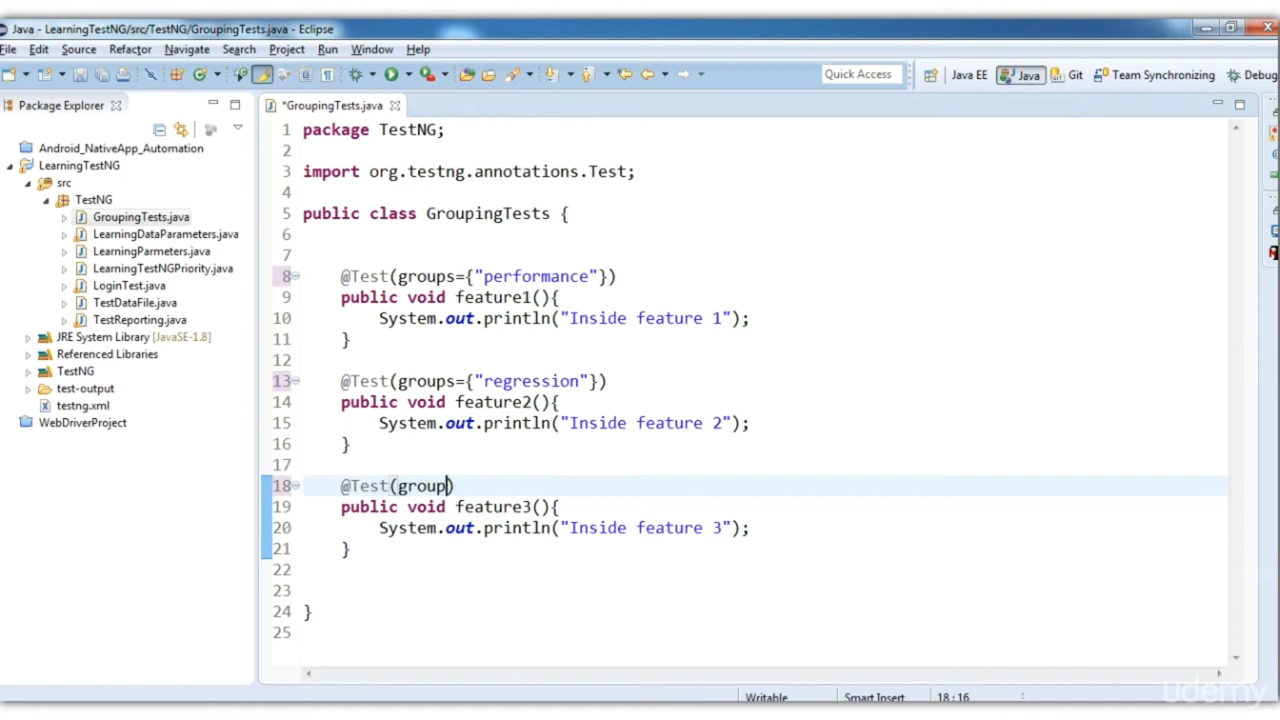 Java - LearningTestNG/src/TestNG/GroupingTests.java - Eclipse
File Edit Source Refactor Navigate Search Project Run Window Help
Quick Access Java EE Java Git Team Synchronizing Debug
Package Explorer
Android_NativeApp_Automation
LearningTestNG
src
TestNG
GroupingTests.java
LearningDataParameters.java
LearningParmeters.java
LearningTestNGPriority.java
LoginTest.java
TestDataFile.java
TestReporting.java
JRE System Library [JavaSE-1.8]
Referenced Libraries
TestNG
test-output
testng.xml
WebDriverProject
*GroupingTests.java
1 package TestNG;
2
3 import org.testng.annotations.Test;
4
5 public class GroupingTests {
6
7
8 @Test(groups={"performance"})
9 public void feature1(){
10 System.out.println("Inside feature 1");
11 }
12
13 @Test(groups={"regression"})
14 public void feature2(){
15 System.out.println("Inside feature 2");
16 }
17
18 @Test(group)
19 public void feature3(){
20 System.out.println("Inside feature 3");
21 }
22
23
24 }
25
Writable Smart Insert 18:16
udemy